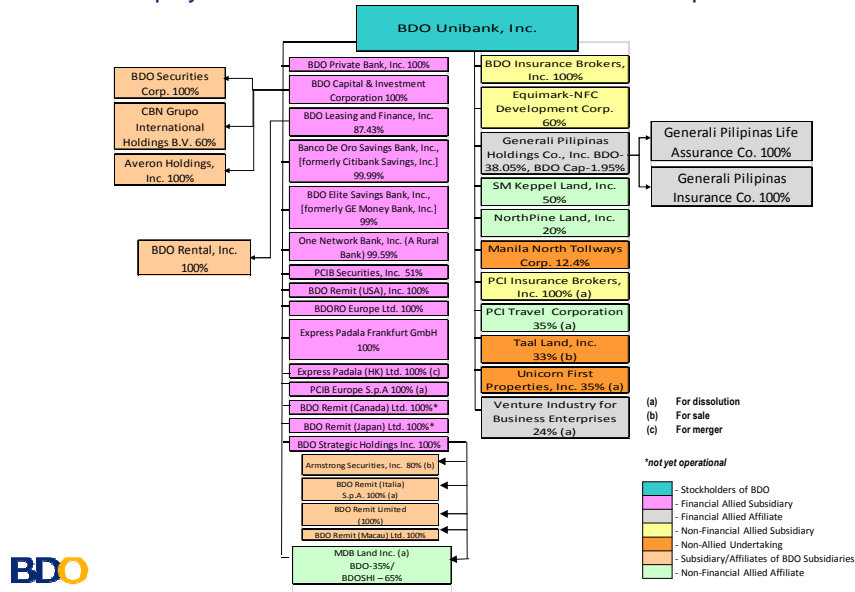 BDO Unibank, Inc.
BDO Securities
Corp. 100%
CBN Grupo
International
Holdings B.V. 60%
Averon Holdings,
Inc. 100%
BDO Rental, Inc.
100%
BDO Private Bank, Inc. 100%
BDO Capital & Investment
Corporation 100%
BDO Leasing and Finance, Inc.
87.43%
Banco De Oro Savings Bank, Inc.,
[formerly Citibank Savings, Inc.]
99.99%
BDO Elite Savings Bank, Inc.,
[formerly GE Money Bank, Inc.]
99%
One Network Bank, Inc. (A Rural
Bank) 99.59%
PCIB Securities, Inc. 51%
BDO Remit (USA), Inc. 100%
BDORO Europe Ltd. 100%
Express Padala Frankfurt GmbH
100%
Express Padala (HK) Ltd. 100% (c)
PCIB Europe S.p.A 100% (a)
BDO Remit (Canada) Ltd. 100%*
BDO Remit (Japan) Ltd. 100%*
BDO Strategic Holdings Inc. 100%
Armstrong Securities, Inc. 80% (b)
BDO Remit (Italia)
S.p.A. 100% (a)
BDO Remit Limited
(100%)
BDO Remit (Macau) Ltd. 100%
MDB Land Inc. (a)
BDO-35%/
BDOSHI – 65%
BDO Insurance Brokers,
Inc. 100%
Equimark-NFC
Development Corp.
60%
Generali Pilipinas
Holdings Co., Inc. BDO-
38.05%, BDO Cap-1.95%
SM Keppel Land, Inc.
50%
NorthPine Land, Inc.
20%
Manila North Tollways
Corp. 12.4%
PCI Insurance Brokers,
Inc. 100% (a)
PCI Travel Corporation
35% (a)
Taal Land, Inc.
33% (b)
Unicorn First
Properties, Inc. 35% (a)
Venture Industry for
Business Enterprises
24% (a)
Generali Pilipinas Life
Assurance Co. 100%
Generali Pilipinas
Insurance Co. 100%
(a) For dissolution
(b) For sale
(c) For merger
*not yet operational
- Stockholders of BDO
- Financial Allied Subsidiary
- Financial Allied Affiliate
- Non-Financial Allied Subsidiary
- Non-Allied Undertaking
- Subsidiary/Affiliates of BDO Subsidiaries
- Non-Financial Allied Affiliate
BDO